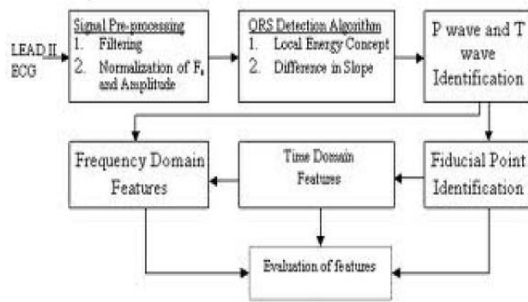 LEAD II
ECG
Signal Pre-processing
1. Filtering
2. Normalization of Fs
and Amplitude
QRS Detection Algorithm
1. Local Energy Concept
2. Difference in Slope
P wave and T
wave
Identification
Frequency Domain
Features
Time Domain
Features
Fiducial Point
Identification
Evaluation of features